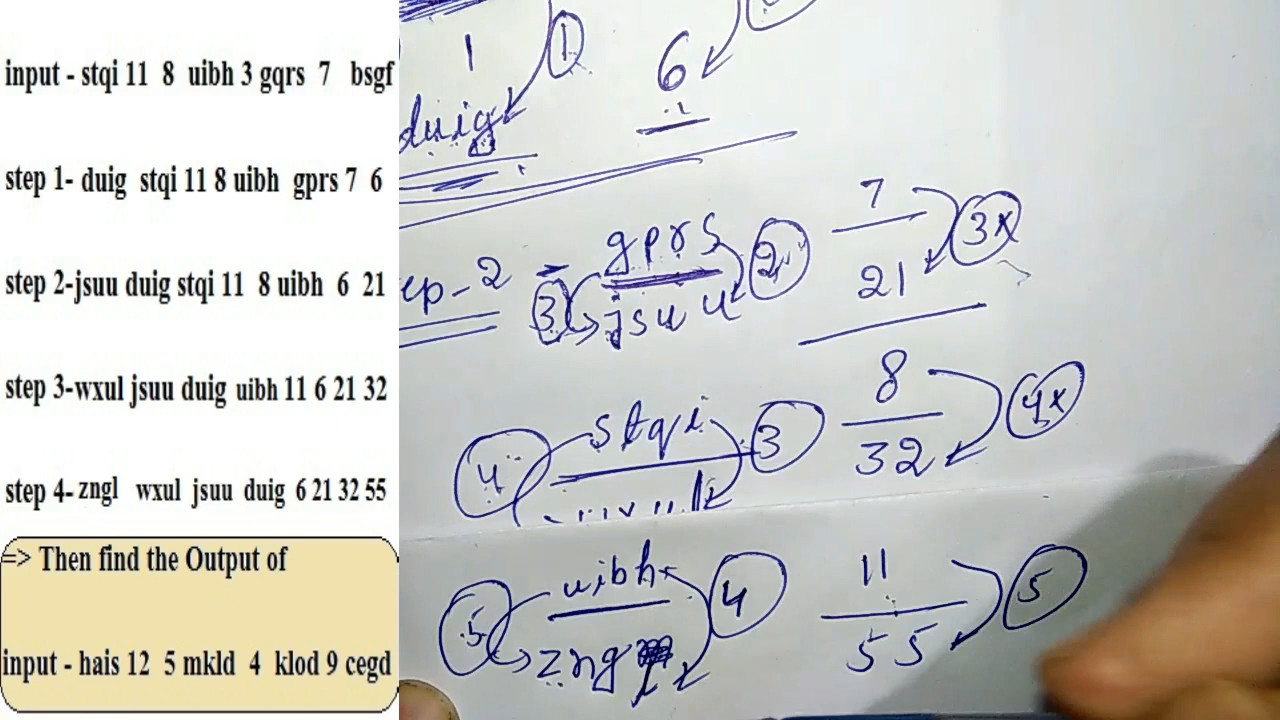 input - stqi 11 8 uibh 3 gqrs 7 bsgf
step 1- duig stqi 11 8 uibh gprs 7 6
step 2-jsuu duig stqi 11 8 uibh 6 21
step 3-wxul jsuu duig uibh 11 6 21 32
step 4- zngl wxul jsuu duig 6 21 32 55
=> Then find the Output of
input - hais 12 5 mkld 4 klod 9 cegd
1 1
duig
6
ep-2 gprs 2
3 jsuu
7 3x
21
4 stqi 3
8 4x
32
5 uibh 4
zng
11 5
55